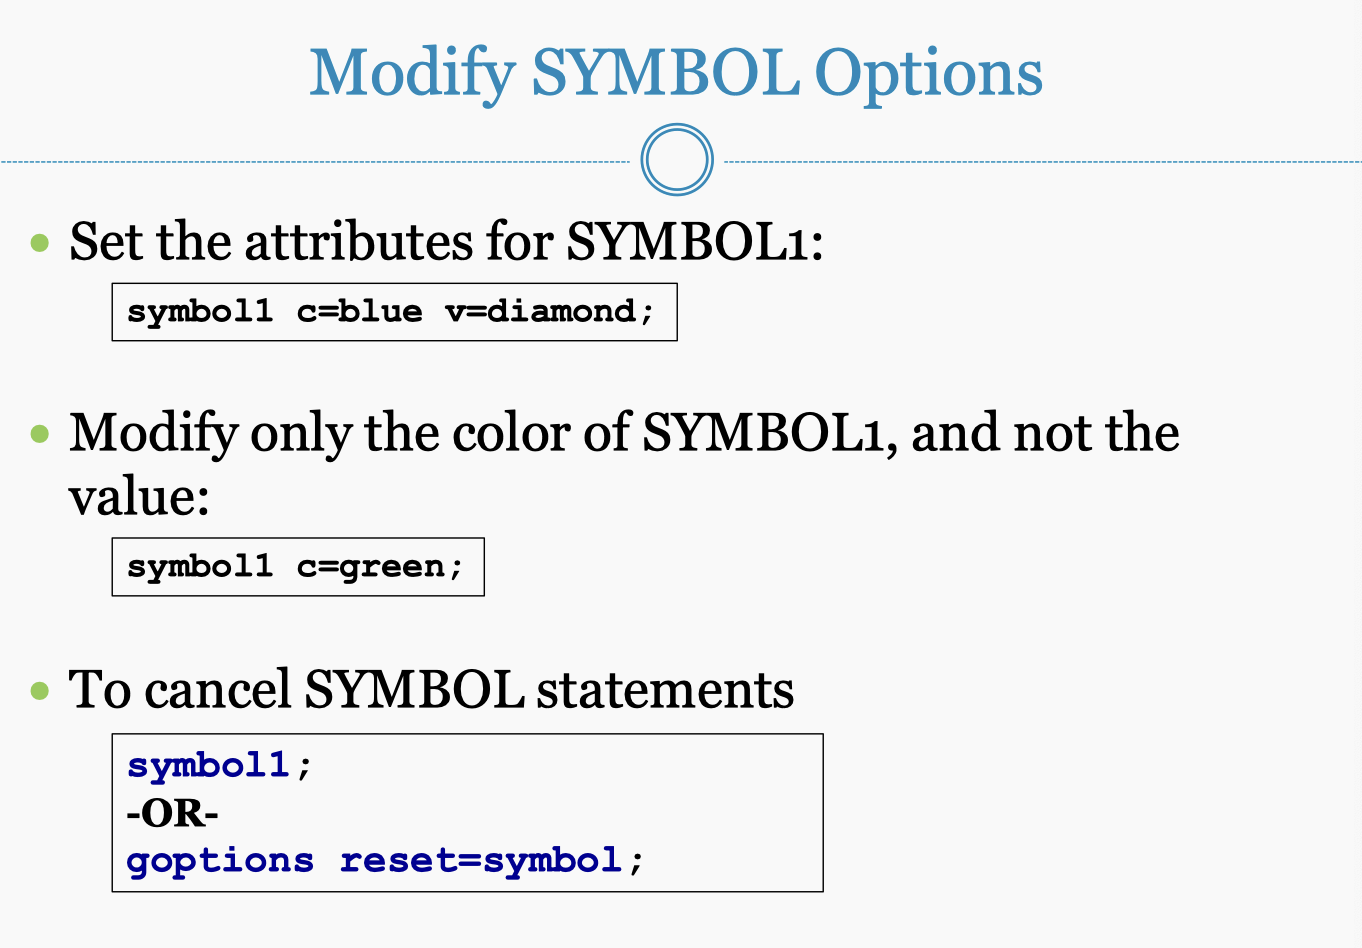 Modify SYMBOL Options
Set the attributes for SYMBOL1:
symbol1 c=blue v=diamond;
Modify only the color of SYMBOL1, and not the
value:
symbol1 c=green;
To cancel SYMBOL statements
symbol1;
-OR-
goptions reset=symbol;